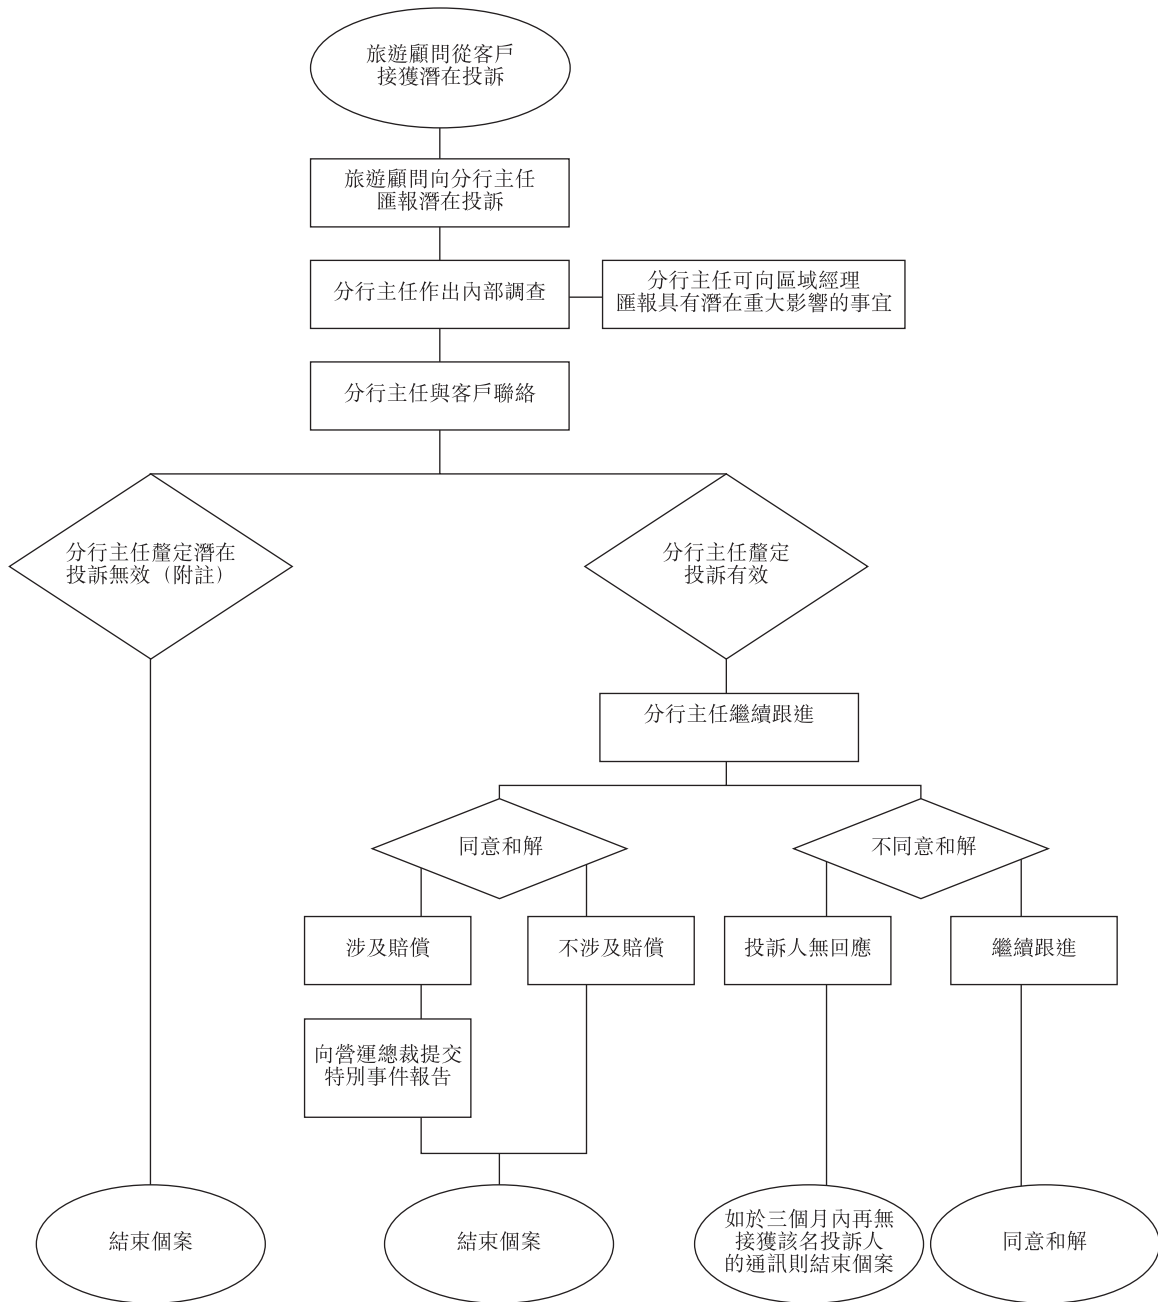 旅遊顧問從客戶
接獲潛在投訴
旅遊顧問向分行主任
匯報潛在投訴
分行主任作出內部調查
分行主任可向區域經理
匯報具有潛在重大影響的事宜
分行主任與客戶聯絡
分行主任釐定潛在
投訴無效（附註）
分行主任釐定
投訴有效
分行主任繼續跟進
同意和解
不同意和解
涉及賠償
不涉及賠償
投訴人無回應
繼續跟進
向營運總裁提交
特別事件報告
結束個案
結束個案
如於三個月內再無
接獲該名投訴人
的通訊則結束個案
同意和解